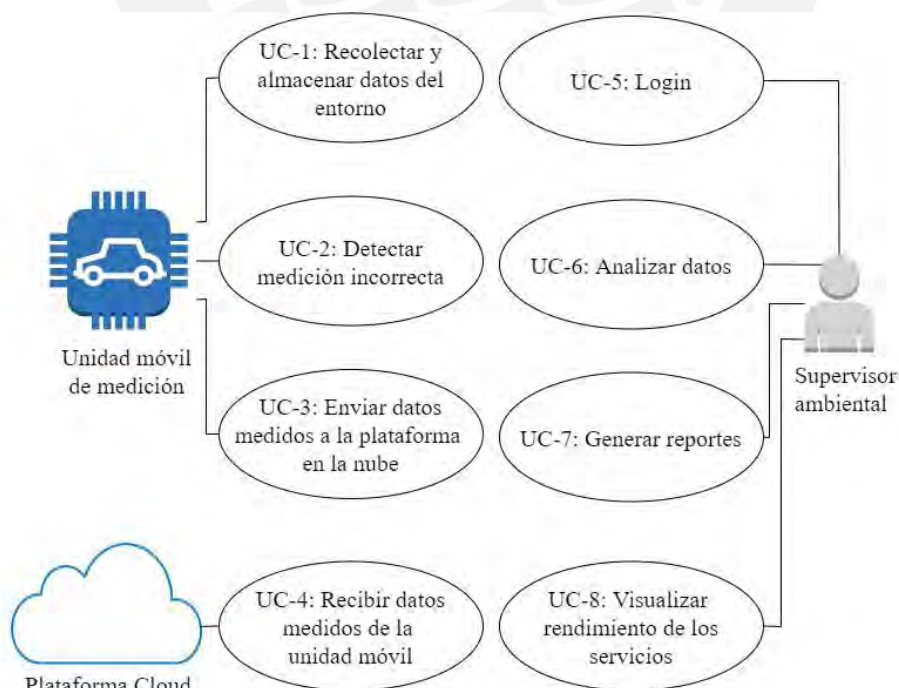 UC-1: Recolectar y
almacenar datos del
entorno
UC-5: Login
UC-2: Detectar
medición incorrecta
UC-6: Analizar datos
Unidad móvil
de medición
Supervisor
ambiental
UC-3: Enviar datos
medidos a la plataforma
en la nube
UC-7: Generar reportes
UC-4: Recibir datos
medidos de la
unidad móvil
UC-8: Visualizar
rendimiento de los
servicios
Plataforma Cloud